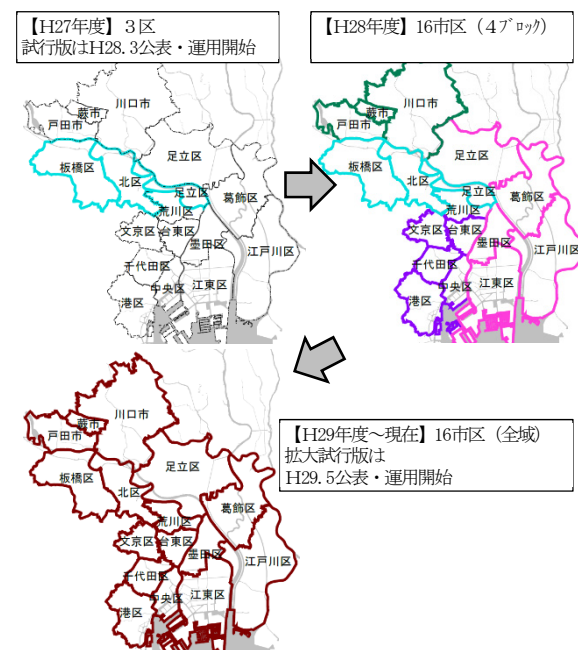 【H27年度】３区
試行版はH28.3公表・運用開始
【H28年度】16市区（４ブロック）
川口市
蕨市
戸田市
足立区
板橋区
北区
足立区
葛飾区
荒川区
文京区
台東区
墨田区
江戸川区
千代田区
中央区
江東区
港区
川口市
蕨市
戸田市
足立区
板橋区
北区
足立区
葛飾区
荒川区
文京区
台東区
墨田区
江戸川区
千代田区
中央区
江東区
港区
【H29年度～現在】16市区（全域）
拡大試行版は
H29.5公表・運用開始
川口市
蕨市
戸田市
足立区
板橋区
北区
葛飾区
荒川区
文京区
台東区
墨田区
江戸川区
千代田区
中央区
江東区
港区